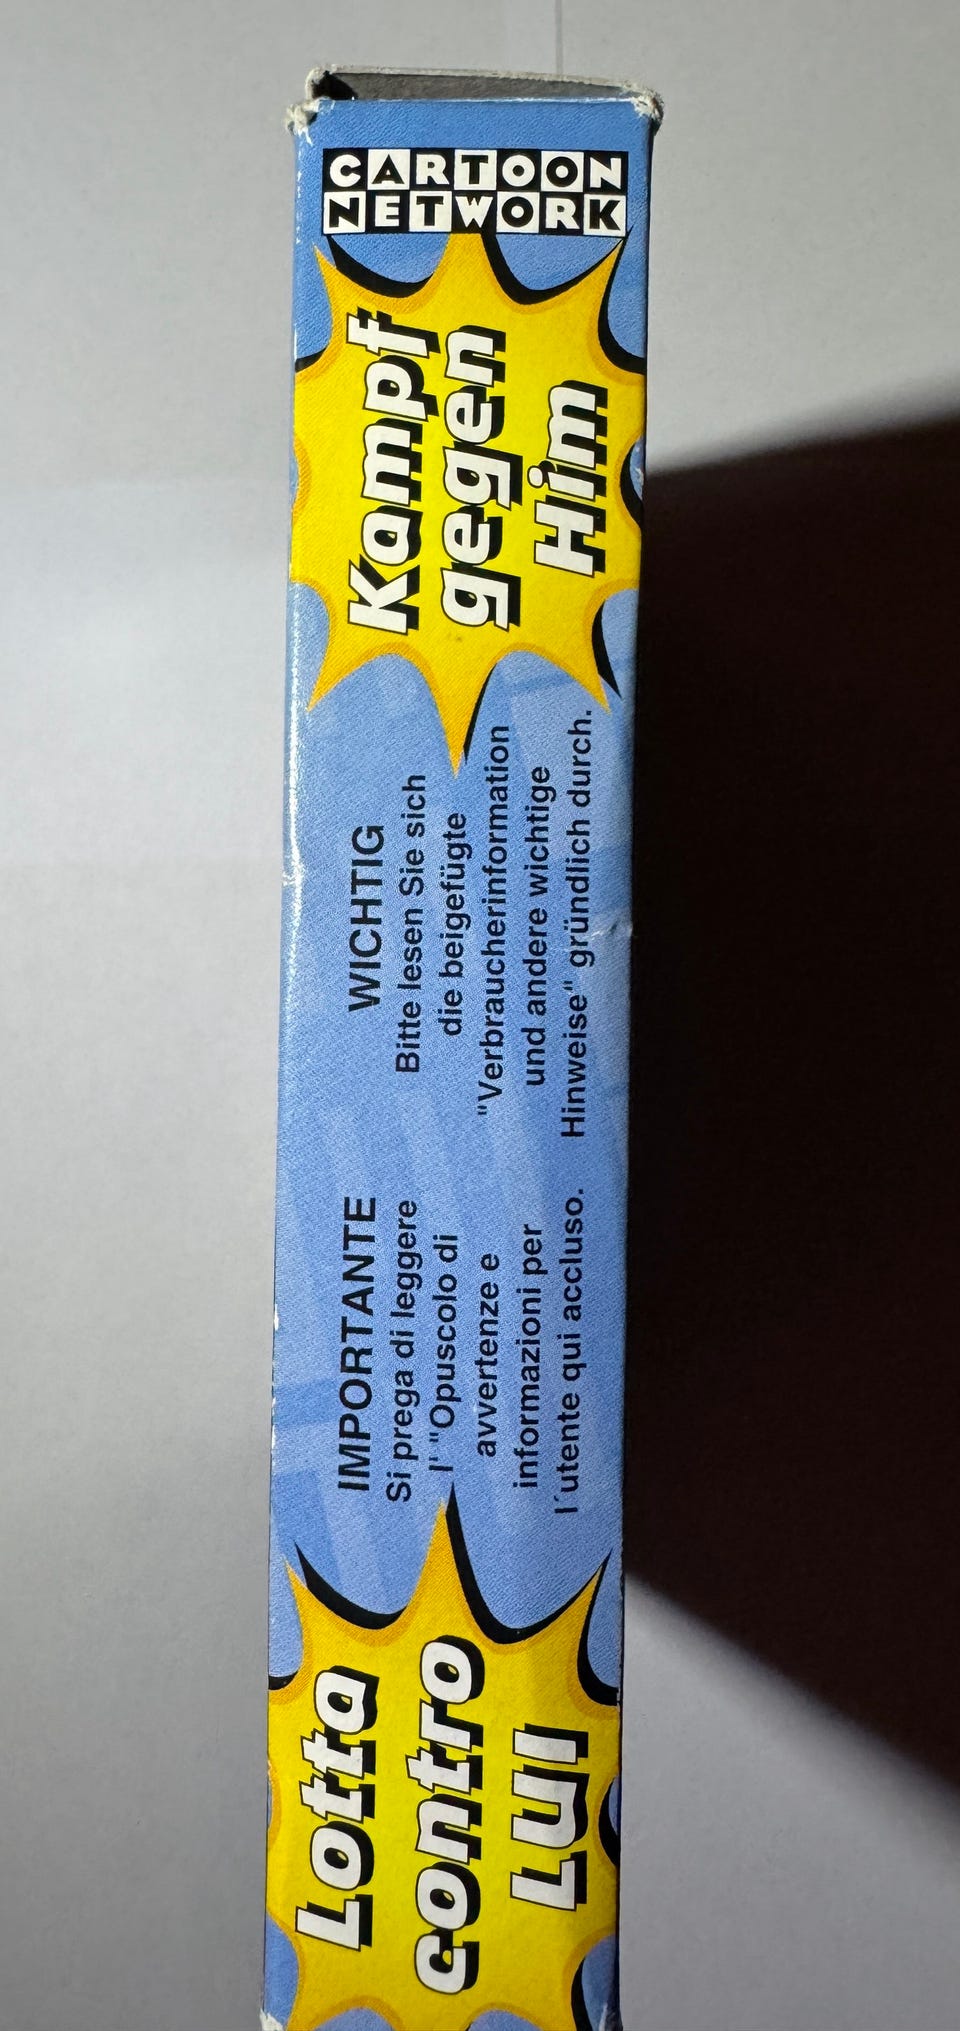 CARTOON
NETWORK
Kampf
gegen
Him
WICHTIG
Bitte lesen Sie sich
die beigefügte
"Verbraucherinformation
und andere wichtige
Hinweise" gründlich durch.
IMPORTANTE
Si prega di leggere
l' "Opuscolo di
avvertenze e
informazioni per
l´utente qui accluso.
Lotta
contro
LUI